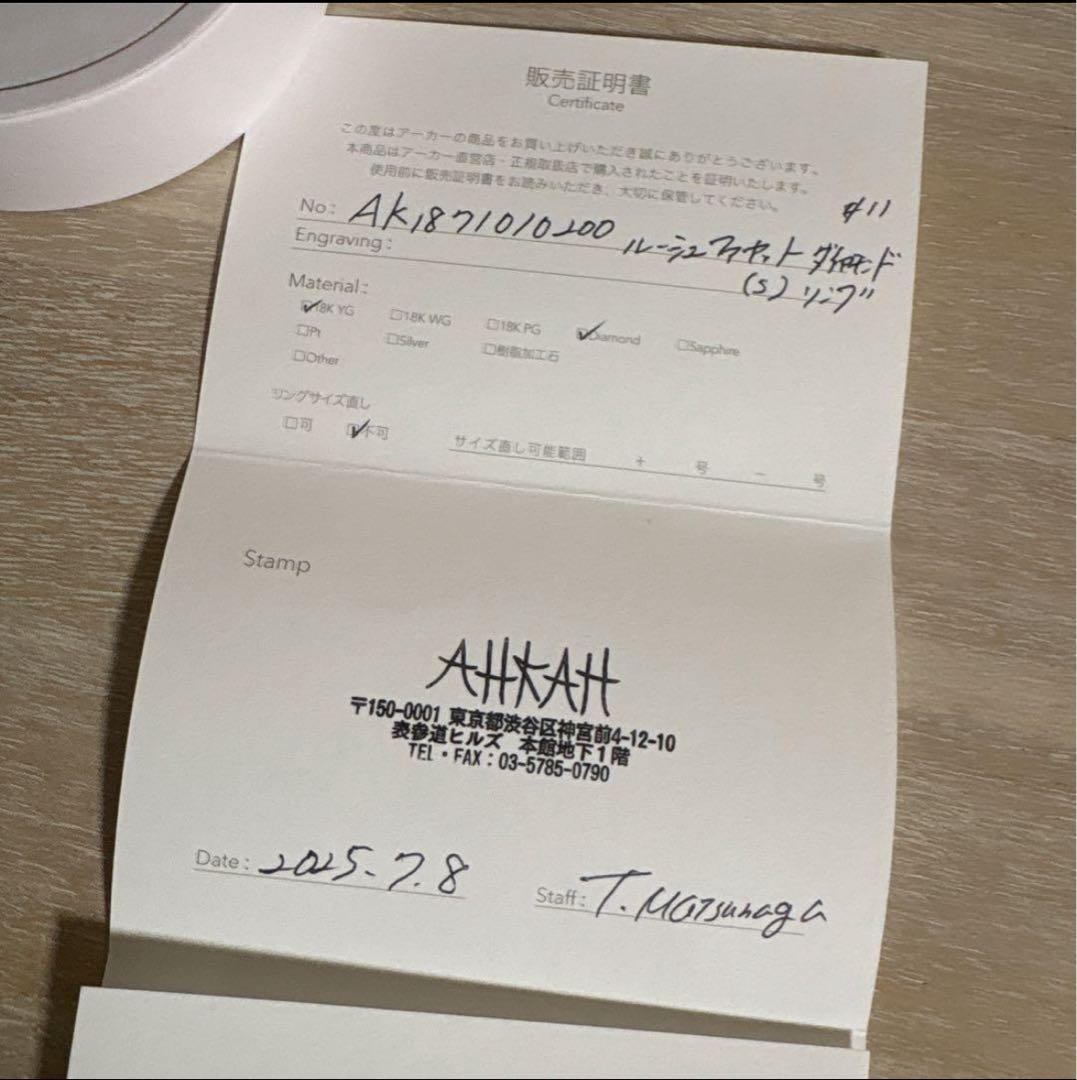 販売証明書
Certificate
この度はアーカーの商品をお買い上げいただき誠にありがとうございます。
本商品はアーカー直営店・正規取扱店で購入されたことを証明いたします。
使用前に販売証明書をお読みいただき、大切に保管してください。
#11
No: AK1871010200 ルーシュファセットダイヤモンド
(S)リング
Engraving:
Material:
☑18K YG ☐18K WG ☐18K PG ☑Diamond ☐Sapphire
☐Pt ☐Silver ☐樹脂加工石
☐Other
リングサイズ直し
☐可 ☑不可 サイズ直し可能範囲 + 号 − 号
Stamp
AHKAH
〒150-0001 東京都渋谷区神宮前4-12-10
表参道ヒルズ 本館地下1階
TEL・FAX:03-5785-0790
Date: 2025.7.8 Staff: T. Matsunaga